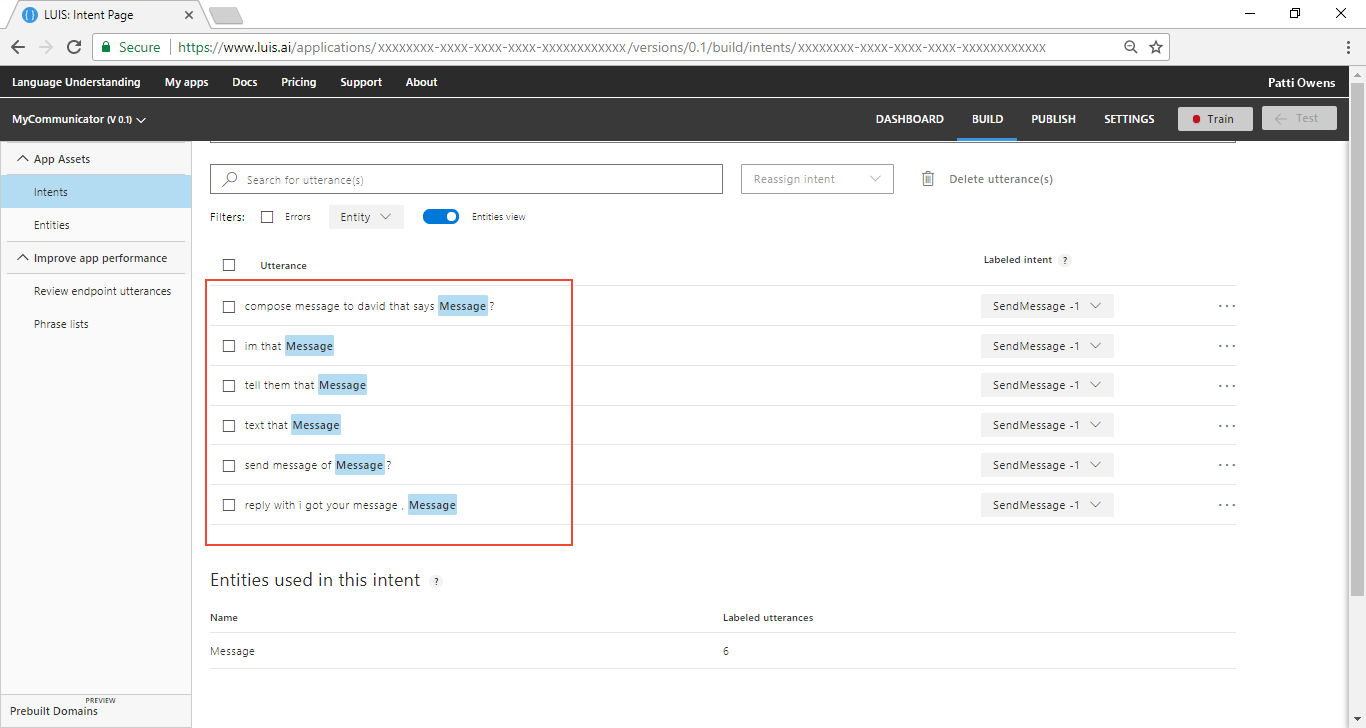 LUIS: Intent Page
Secure https://www.luis.ai/applications/xxxxxxxx-xxxx-xxxx-xxxx-xxxxxxxxxxxx/versions/0.1/build/intents/xxxxxxxx-xxxx-xxxx-xxxx-xxxxxxxxxxxx
Language Understanding My apps Docs Pricing Support About Patti Owens
MyCommunicator (V 0.1) DASHBOARD BUILD PUBLISH SETTINGS Train Test
App Assets
Intents
Entities
Improve app performance
Review endpoint utterances
Phrase lists
PREVIEW
Prebuilt Domains
Search for utterance(s) Reassign intent Delete utterance(s)
Filters: Errors Entity Entities view
Utterance Labeled intent ?
compose message to david that says Message ? SendMessage -1 ...
im that Message SendMessage -1 ...
tell them that Message SendMessage -1 ...
text that Message SendMessage -1 ...
send message of Message ? SendMessage -1 ...
reply with i got your message , Message SendMessage -1 ...
Entities used in this intent ?
Name Labeled utterances
Message 6